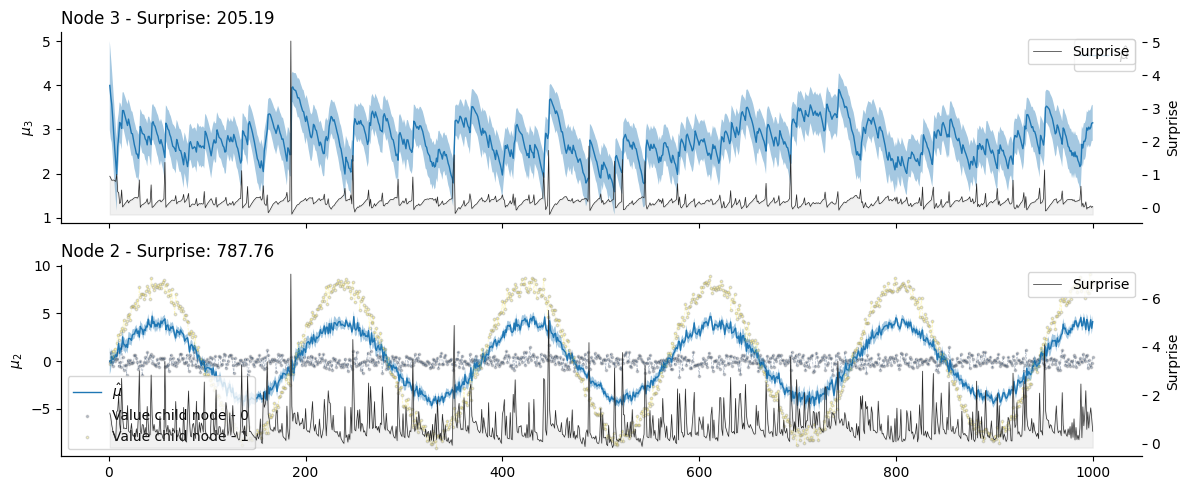 Node 3 - Surprise: 205.19
5
4
3
2
1
μ3
Surprise
5
4
3
2
1
0
Surprise
Node 2 - Surprise: 787.76
10
5
0
−5
μ2
Surprise
6
4
2
0
Surprise
μ̂
Value child node - 0
Value child node - 1
0
200
400
600
800
1000